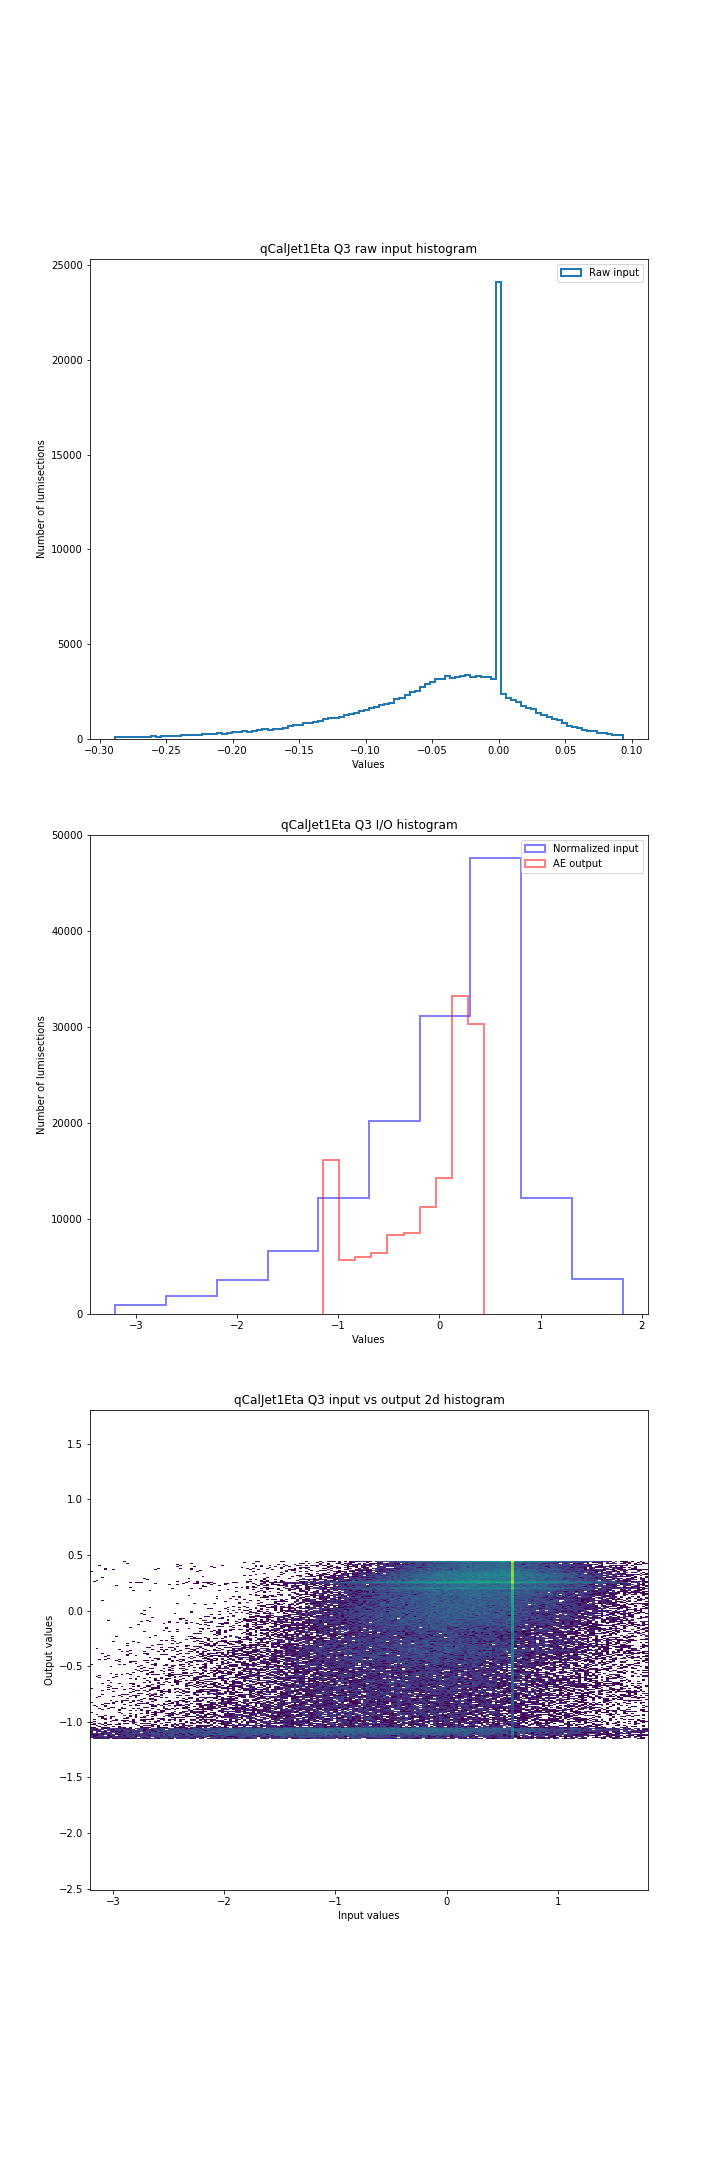 qCalJet1Eta Q3 raw input histogram
25000
20000
15000
10000
5000
0
Number of lumisections
Raw input
−0.30 −0.25 −0.20 −0.15 −0.10 −0.05 0.00 0.05 0.10
Values
qCalJet1Eta Q3 I/O histogram
50000
40000
30000
20000
10000
0
Number of lumisections
Normalized input
AE output
−3 −2 −1 0 1 2
Values
qCalJet1Eta Q3 input vs output 2d histogram
1.5
1.0
0.5
0.0
−0.5
−1.0
−1.5
−2.0
−2.5
Output values
−3 −2 −1 0 1
Input values